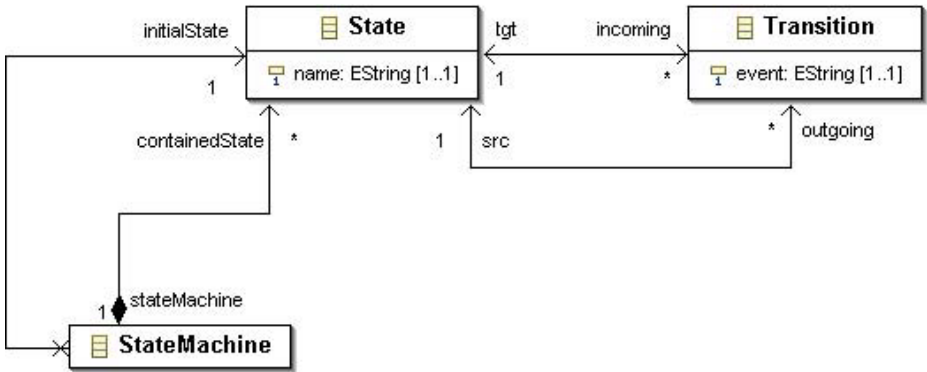 initialState
State
tgt
incoming
Transition
name: EString [1..1]
event: EString [1..1]
1
1
*
containedState
*
1
src
*
outgoing
1
stateMachine
StateMachine